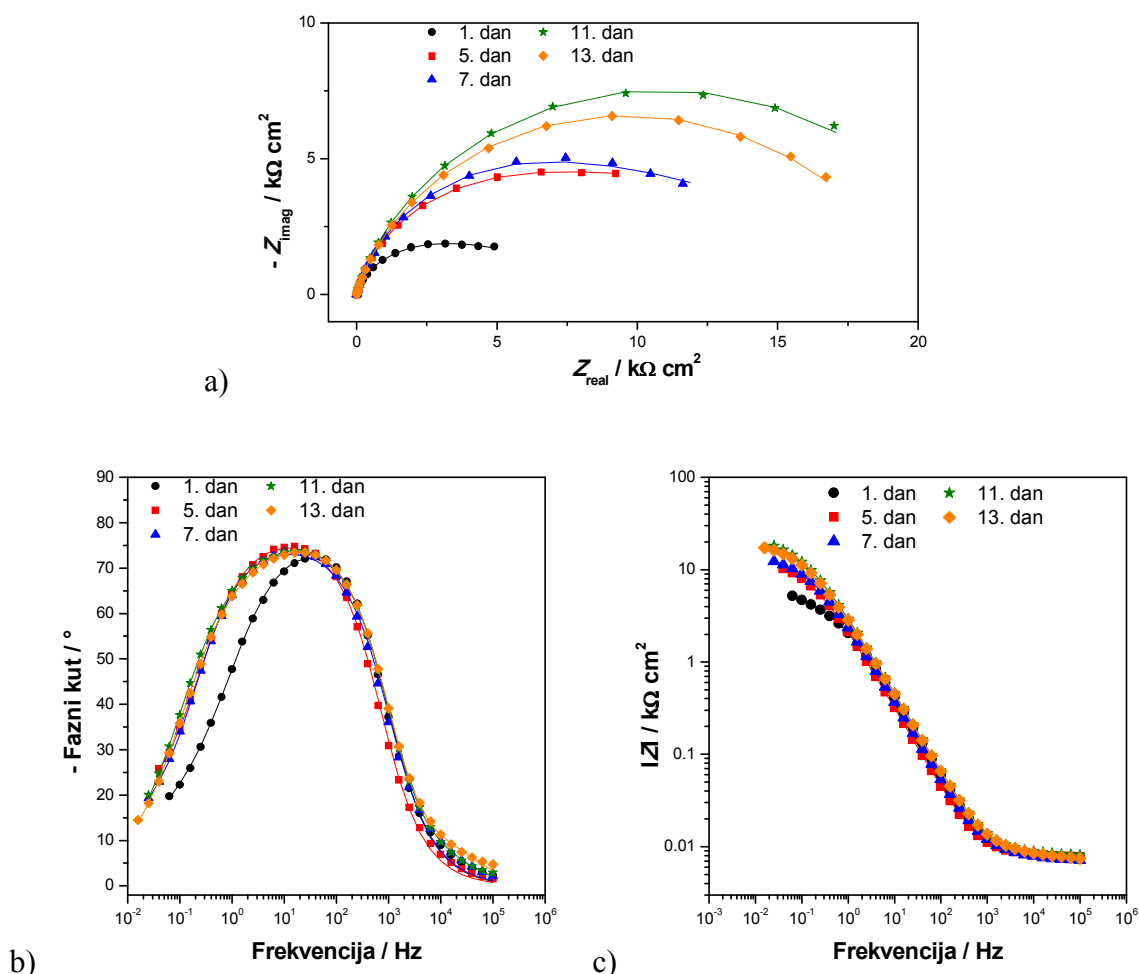 10
5
0
- Z imag / kΩ cm²
1. dan
5. dan
7. dan
11. dan
13. dan
0 5 10 15 20
Z real / kΩ cm²
a)
90
80
70
60
50
40
30
20
10
0
- Fazni kut / °
1. dan
5. dan
7. dan
11. dan
13. dan
10⁻² 10⁻¹ 10⁰ 10¹ 10² 10³ 10⁴ 10⁵ 10⁶
Frekvencija / Hz
b)
100
10
1
0.1
0.01
|Z| / kΩ cm²
1. dan
5. dan
7. dan
11. dan
13. dan
10⁻³ 10⁻² 10⁻¹ 10⁰ 10¹ 10² 10³ 10⁴ 10⁵ 10⁶
Frekvencija / Hz
c)